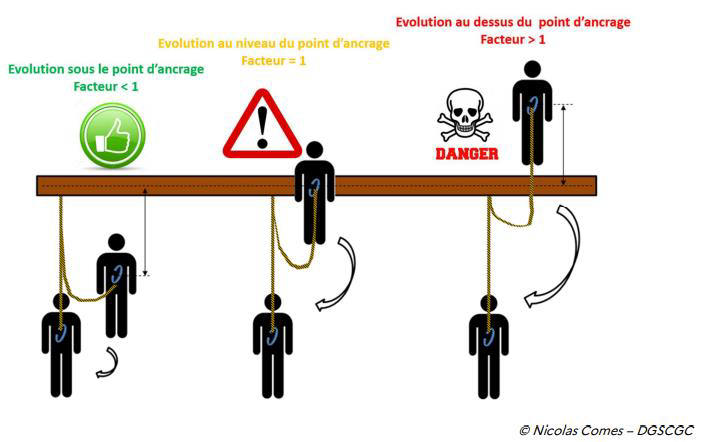 Evolution sous le point d'ancrage
Facteur < 1
Evolution au niveau du point d'ancrage
Facteur = 1
Evolution au dessus du point d'ancrage
Facteur > 1
!
DANGER
© Nicolas Comes – DGSCGC